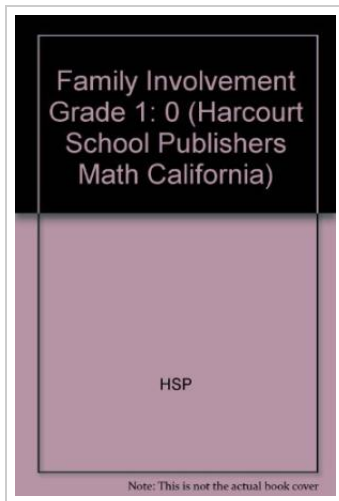 Family Involvement
Grade 1: 0 (Harcourt
School Publishers
Math California)
HSP
Note: This is not the actual book cover